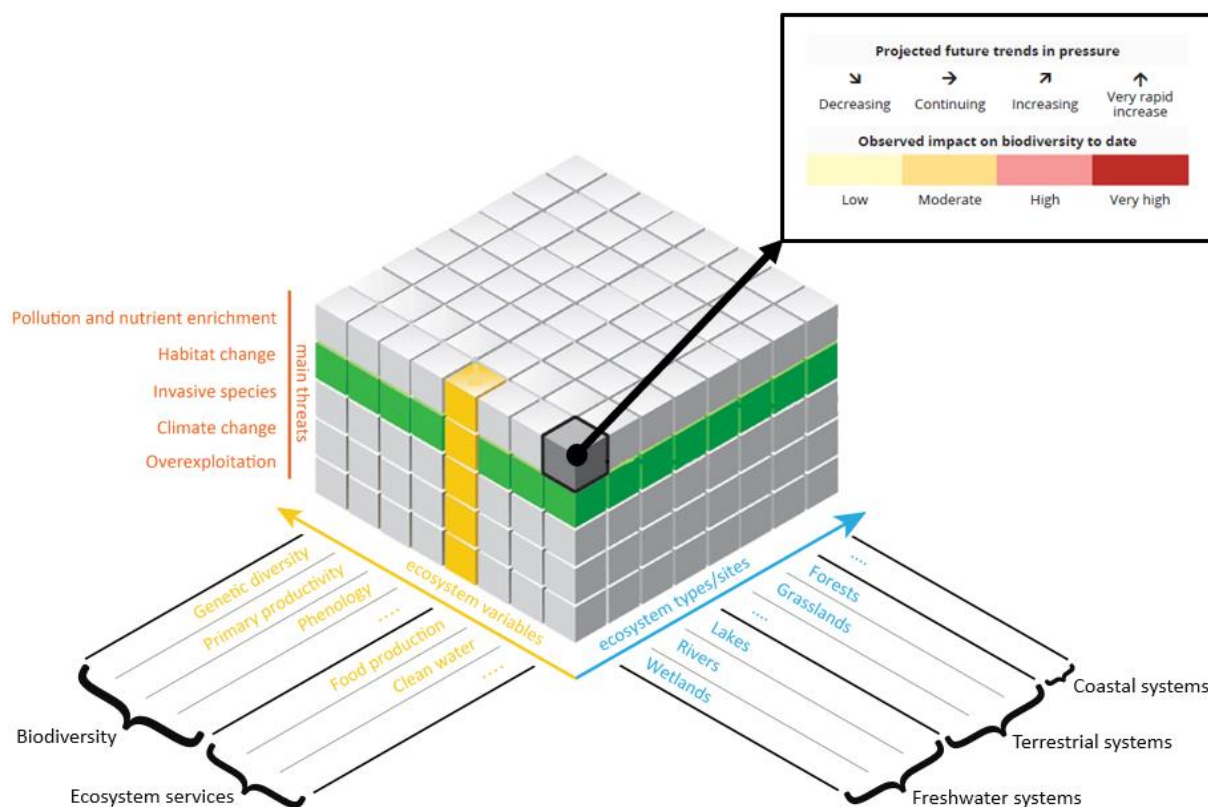 Projected future trends in pressure
Decreasing
Continuing
Increasing
Very rapid
increase
Observed impact on biodiversity to date
Low
Moderate
High
Very high
Pollution and nutrient enrichment
Habitat change
Invasive species
Climate change
Overexploitation
main threats
ecosystem variables
ecosystem types/sites
Genetic diversity
Primary productivity
Phenology
....
Food production
Clean water
....
....
Forests
Grasslands
....
Lakes
Rivers
Wetlands
Biodiversity
Ecosystem services
Coastal systems
Terrestrial systems
Freshwater systems